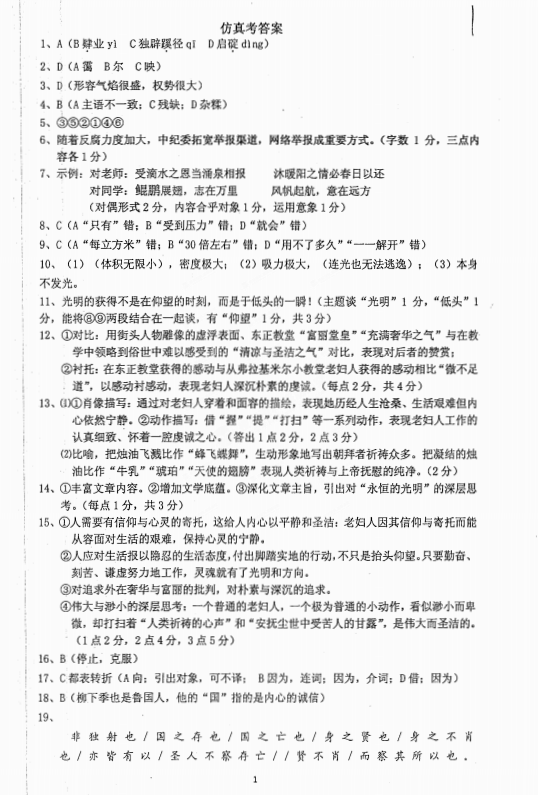 仿真考答案
1、A（B 肄业 yì　C 独辟蹊径 qī　D 启碇 dìng）
2、D（A 霭　B 尔　C 映）
3、D（形容气焰很盛，权势很大）
4、B（A 主语不一致；C 残缺；D 杂糅）
5、③⑤②①④⑥
6、随着反腐力度加大，中纪委拓宽举报渠道，网络举报成重要方式。（字数 1 分，三点内
容各 1 分）
7、示例：对老师：受滴水之恩当涌泉相报　　沐暖阳之情必春日以还
对同学：鲲鹏展翅，志在万里　　风帆起航，意在远方
（对偶形式 2 分，内容合乎对象 1 分，运用意象 1 分）
8、C（A“只有”错；B“受到压力”错；D“就会”错）
9、C（A“每立方米”错；B“30 倍左右”错；D“用不了多久”“一一解开”错）
10、（1）（体积无限小），密度极大；（2）吸力极大，（连光也无法逃逸）；（3）本身
不发光。
11、光明的获得不是在仰望的时刻，而是于低头的一瞬！（主题谈“光明”1 分，“低头”1
分，能将⑧⑨两段结合在一起谈，有“仰望”1 分，共 3 分）
12、①对比：用街头人物雕像的虚浮表面、东正教堂“富丽堂皇”“充满奢华之气”与在教
学中领略到俗世中难以感受到的“清凉与圣洁之气”对比，表现对后者的赞赏；
②衬托：在东正教堂获得的感动与从弗拉基米尔小教堂老妇人获得的感动相比“微不足
道”，以感动衬感动，表现老妇人深沉朴素的虔诚。（每点 2 分，共 4 分）
13、⑴①肖像描写：通过对老妇人穿着和面容的描绘，表现她历经人生沧桑、生活艰难但内
心依然宁静。②动作描写：借“握”“提”“打扫”等一系列动作，表现老妇人工作的
认真细致、怀着一腔虔诚之心。（答出 1 点 2 分，2 点 3 分）
⑵比喻，把烛油飞溅比作“蜂飞蝶舞”，生动形象地写出朝拜者祈祷众多。把凝结的烛
油比作“牛乳”“琥珀”“天使的翅膀”表现人类祈祷与上帝抚慰的纯净。（2 分）
14、①丰富文章内容。②增加文学底蕴。③深化文章主旨，引出对“永恒的光明”的深层思
考。（每点 1 分，共 3 分）
15、①人需要有信仰与心灵的寄托，这给人内心以平静和圣洁：老妇人因其信仰与寄托而能
从容面对生活的艰难，保持心灵的宁静。
②人应对生活报以隐忍的生活态度，付出脚踏实地的行动，不只是抬头仰望。只要勤奋、
刻苦、谦虚努力地工作，灵魂就有了光明和方向。
③对追求外在奢华与富丽的批判，对朴素与深沉的追求。
④伟大与渺小的深层思考：一个普通的老妇人，一个极为普通的小动作，看似渺小而卑
微，却打扫着“人类祈祷的心声”和“安抚尘世中受苦人的甘露”，是伟大而圣洁的。
（1 点 2 分，2 点 4 分，3 点 5 分）
16、B（停止，克服）
17、C 都表转折（A 向；引出对象，可不译；　B 因为，连词；因为，介词；D 借；因为）
18、B（柳下季也是鲁国人，他的“国”指的是内心的诚信）
19、
非独射也/国之存也/国之亡也/身之贤也/身之不肖
也/亦皆有以/圣人不察存亡//贤不肖/而察其所以也。
1